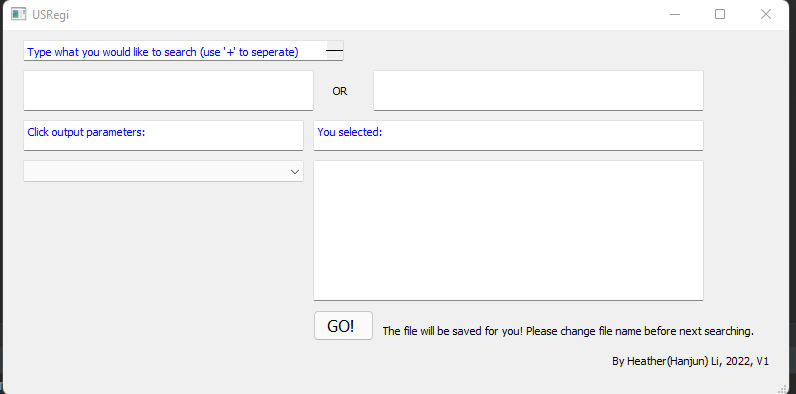 USRegi
Type what you would like to search (use '+' to seperate)
OR
Click output parameters:
You selected:
GO!
The file will be saved for you! Please change file name before next searching.
By Heather(Hanjun) Li, 2022, V1